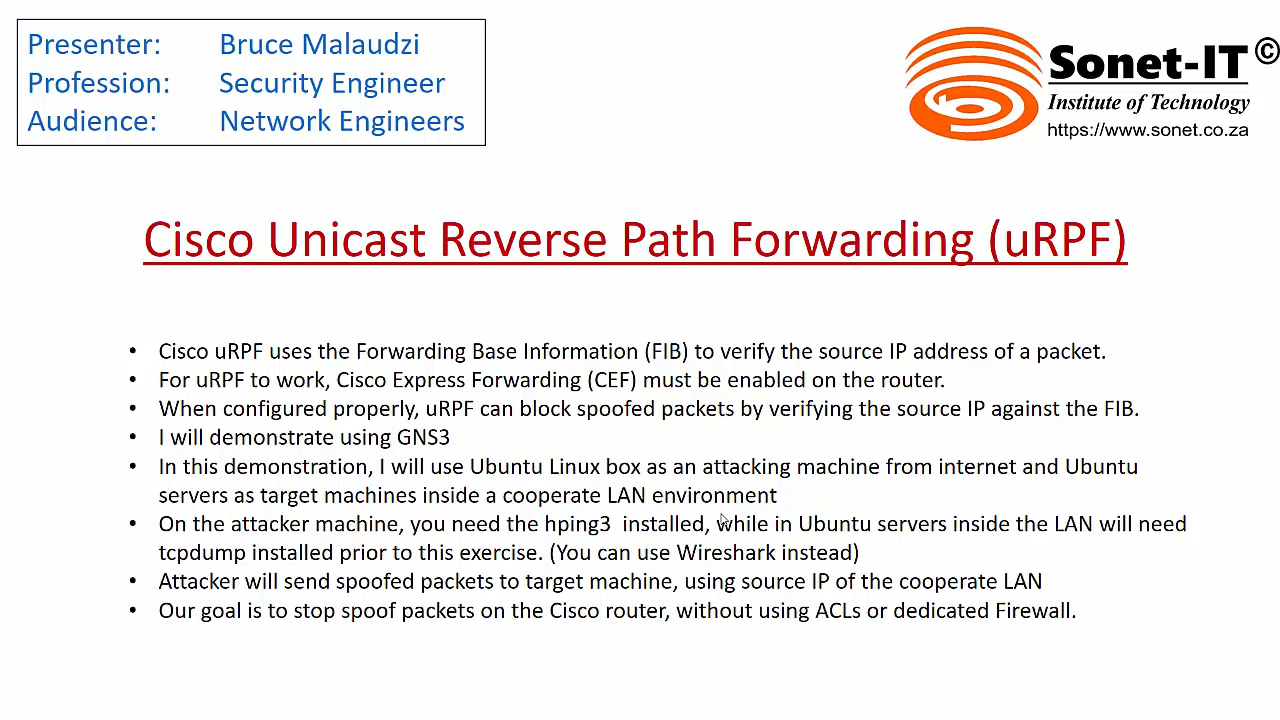 Presenter: Bruce Malaudzi
Profession: Security Engineer
Audience: Network Engineers
Sonet-IT ©
Institute of Technology
https://www.sonet.co.za
Cisco Unicast Reverse Path Forwarding (uRPF)
• Cisco uRPF uses the Forwarding Base Information (FIB) to verify the source IP address of a packet.
• For uRPF to work, Cisco Express Forwarding (CEF) must be enabled on the router.
• When configured properly, uRPF can block spoofed packets by verifying the source IP against the FIB.
• I will demonstrate using GNS3
• In this demonstration, I will use Ubuntu Linux box as an attacking machine from internet and Ubuntu
servers as target machines inside a cooperate LAN environment
• On the attacker machine, you need the hping3 installed, while in Ubuntu servers inside the LAN will need
tcpdump installed prior to this exercise. (You can use Wireshark instead)
• Attacker will send spoofed packets to target machine, using source IP of the cooperate LAN
• Our goal is to stop spoof packets on the Cisco router, without using ACLs or dedicated Firewall.